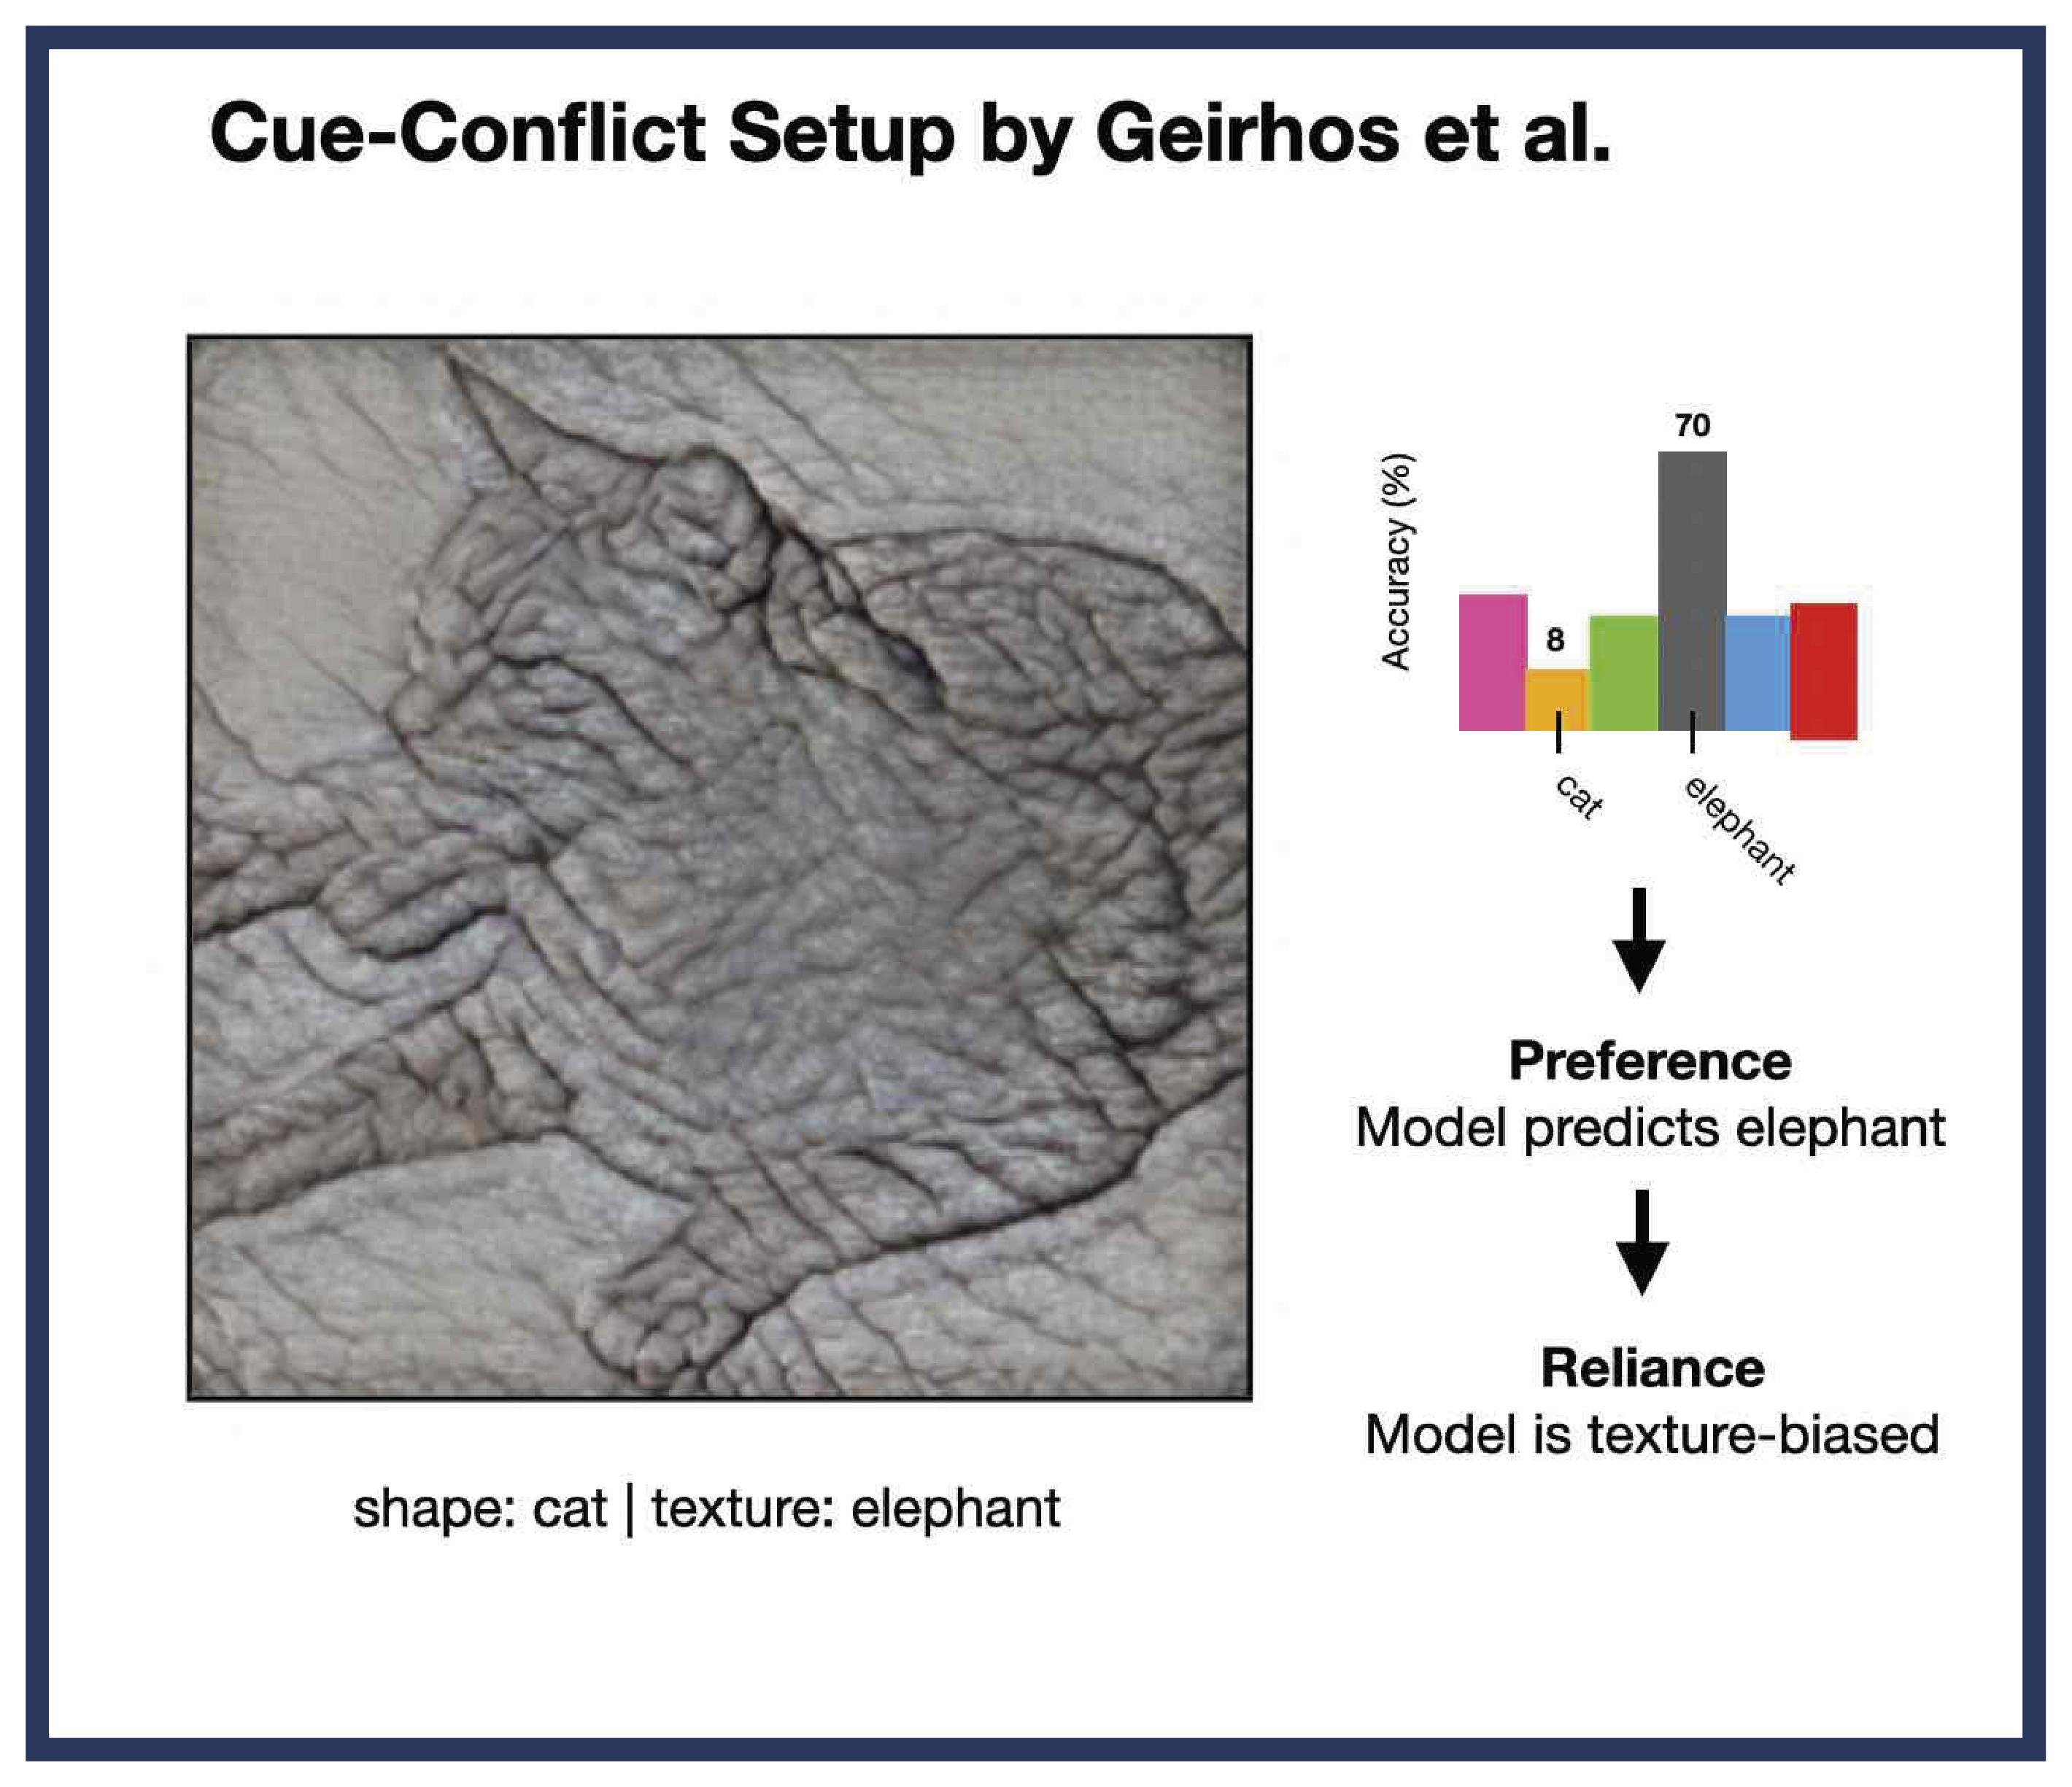 Cue-Conflict Setup by Geirhos et al.
70
Accuracy (%)
8
cat
elephant
Preference
Model predicts elephant
Reliance
Model is texture-biased
shape: cat | texture: elephant